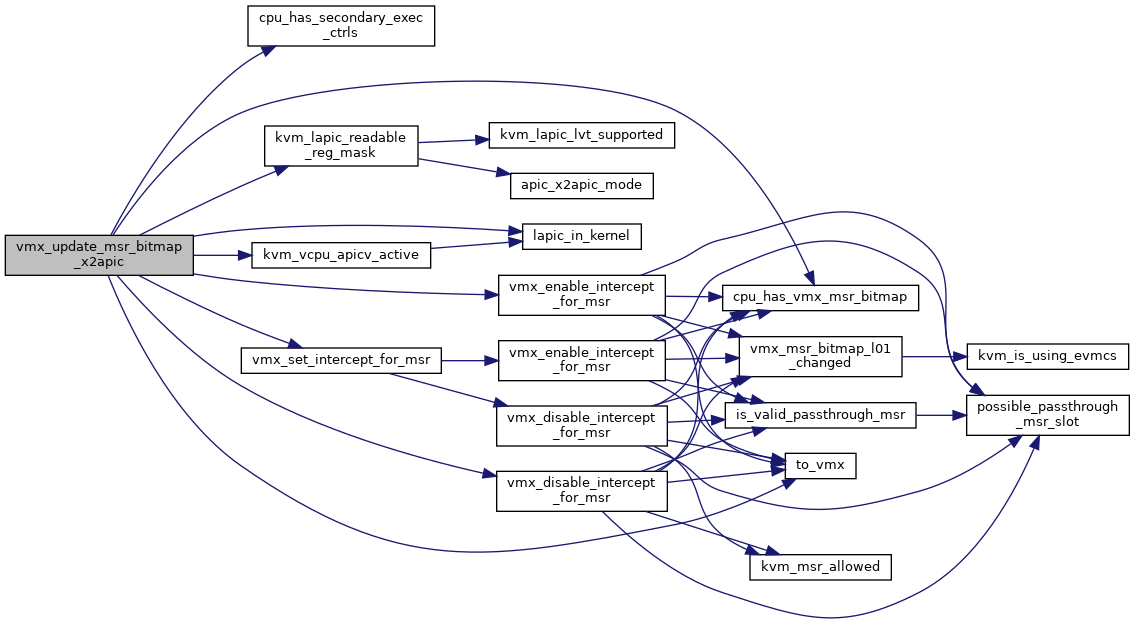 cpu_has_secondary_exec
_ctrls
kvm_lapic_readable
_reg_mask
kvm_lapic_lvt_supported
apic_x2apic_mode
vmx_update_msr_bitmap
_x2apic
lapic_in_kernel
kvm_vcpu_apicv_active
vmx_enable_intercept
_for_msr
cpu_has_vmx_msr_bitmap
vmx_set_intercept_for_msr
vmx_enable_intercept
_for_msr
vmx_msr_bitmap_l01
_changed
kvm_is_using_evmcs
vmx_disable_intercept
_for_msr
is_valid_passthrough_msr
possible_passthrough
_msr_slot
to_vmx
vmx_disable_intercept
_for_msr
kvm_msr_allowed